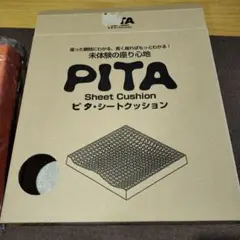 PITA
座った瞬間にわかる、長く座ればもっとわかる!
未体験の座り心地
PITA
Sheet Cushion
ピタ・シートクッション